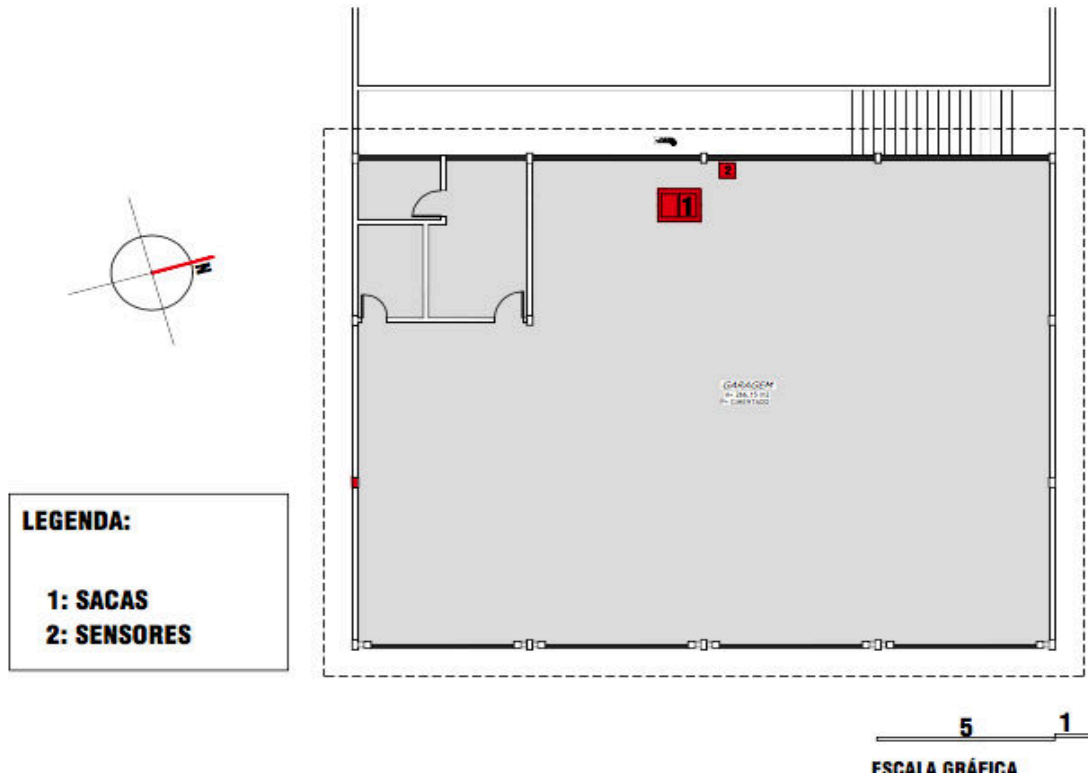 2
1
N
GARAGEM
LEGENDA:
1: SACAS
2: SENSORES
5
1
ESCALA GRÁFICA